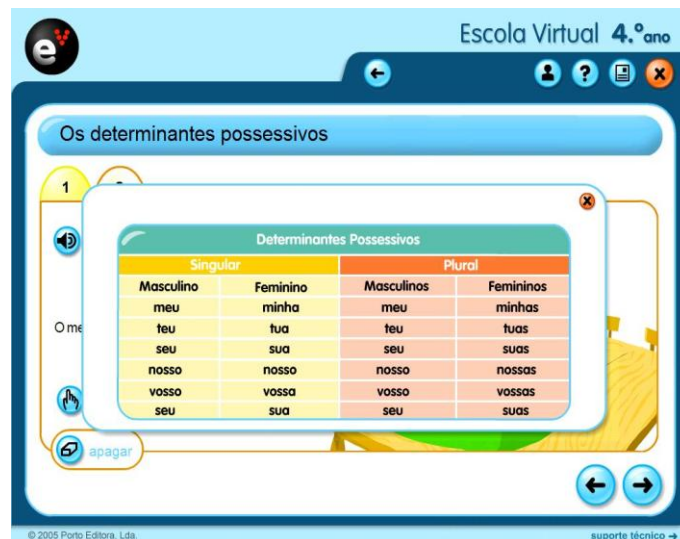 Escola Virtual 4.º ano
Os determinantes possessivos
1
Determinantes Possessivos
Singular Plural
Masculino Feminino Masculinos Femininos
meu minha meu minhas
teu tua teu tuas
seu sua seu suas
nosso nosso nosso nossas
vosso vossa vosso vossas
seu sua seu suas
O me
apagar
© 2005 Porto Editora, Lda.
suporte técnico